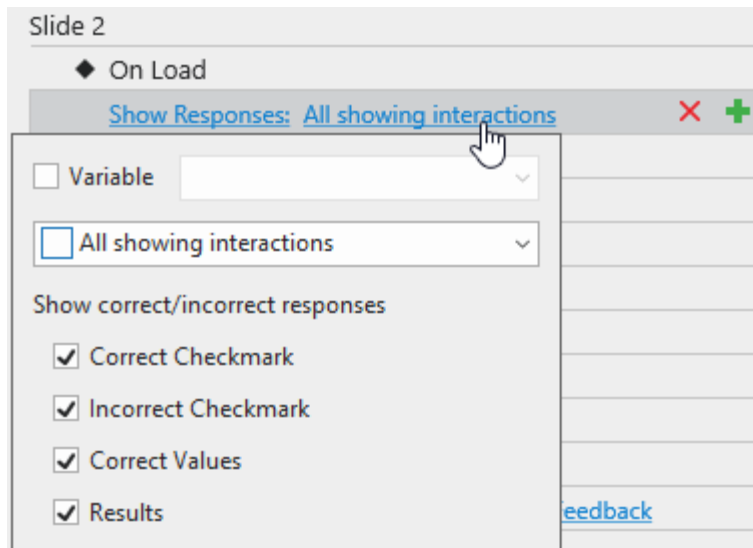 Slide 2
On Load
Show Responses: All showing interactions
Variable
All showing interactions
Show correct/incorrect responses
Correct Checkmark
Incorrect Checkmark
Correct Values
Results
eedback